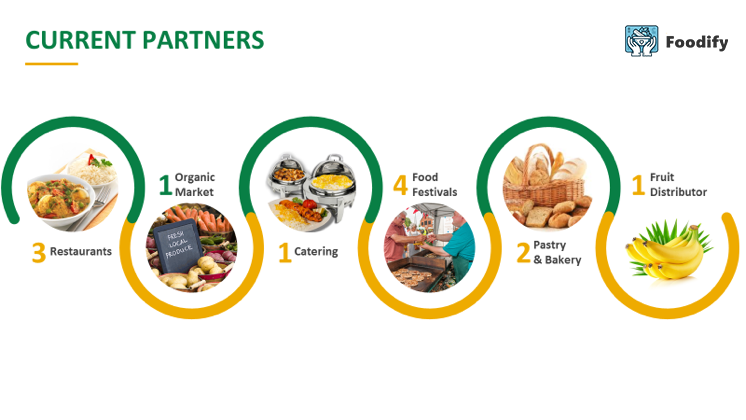 CURRENT PARTNERS
Foodify
3 Restaurants
1 Organic
Market
FRESH
LOCAL
PRODUCE
1 Catering
4 Food
Festivals
2 Pastry
& Bakery
1 Fruit
Distributor